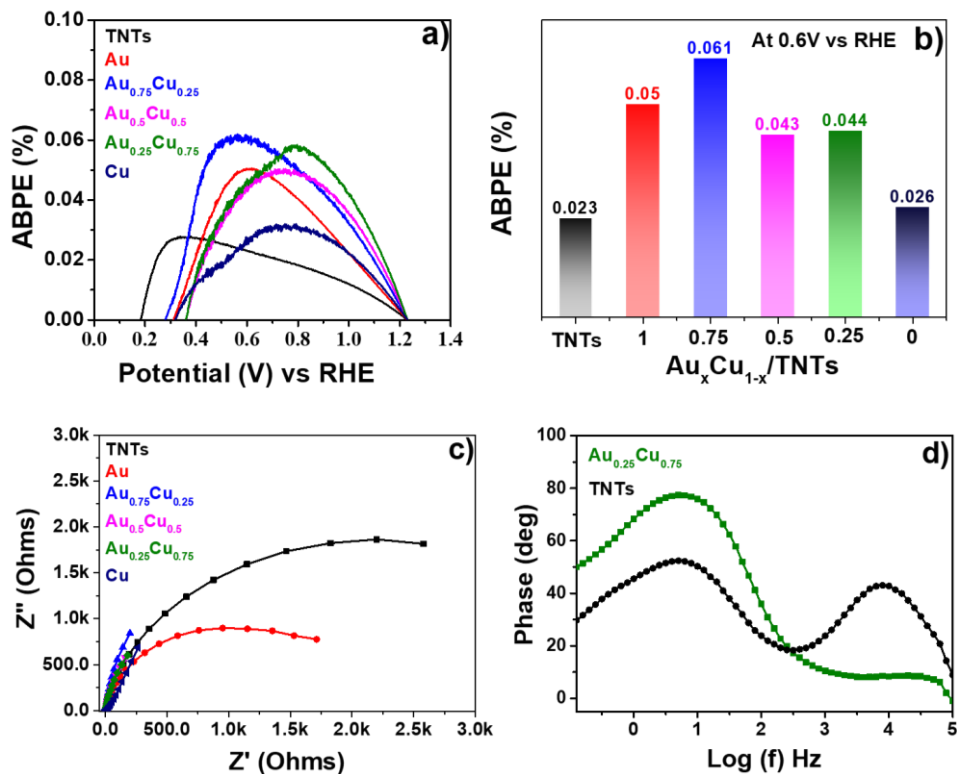 a)
TNTs
Au
Au0.75Cu0.25
Au0.5Cu0.5
Au0.25Cu0.75
Cu
0.10
0.08
0.06
0.04
0.02
0.00
ABPE (%)
0.0 0.2 0.4 0.6 0.8 1.0 1.2 1.4
Potential (V) vs RHE
At 0.6V vs RHE b)
0.023 0.05 0.061 0.043 0.044 0.026
ABPE (%)
TNTs 1 0.75 0.5 0.25 0
AuxCu1-x/TNTs
c)
TNTs
Au
Au0.75Cu0.25
Au0.5Cu0.5
Au0.25Cu0.75
Cu
3.0k
2.5k
2.0k
1.5k
1.0k
500.0
0.0
Z'' (Ohms)
0.0 500.0 1.0k 1.5k 2.0k 2.5k 3.0k
Z' (Ohms)
d)
Au0.25Cu0.75
TNTs
100
80
60
40
20
0
Phase (deg)
0 1 2 3 4 5
Log (f) Hz